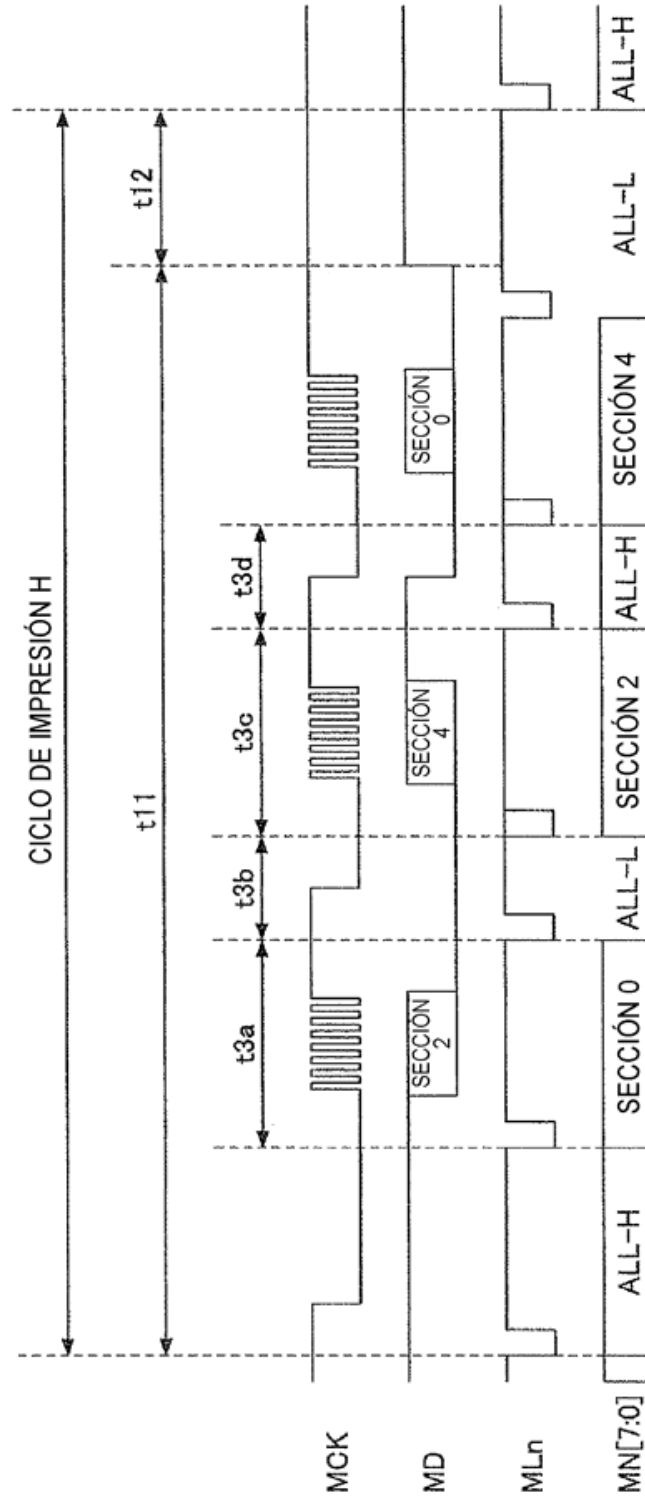 CICLO DE IMPRESIÓN H
t11
t12
t3a
t3b
t3c
t3d
MCK
MD
SECCIÓN 2
SECCIÓN 4
SECCIÓN 0
MLn
MN[7:0]
ALL-H
SECCIÓN 0
ALL-L
SECCIÓN 2
ALL-H
SECCIÓN 4
ALL-L
ALL-H